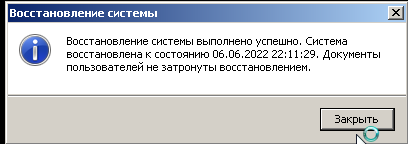 Восстановление системы
Восстановление системы выполнено успешно. Система
восстановлена к состоянию 06.06.2022 22:11:29. Документы
пользователей не затронуты восстановлением.
Закрыть